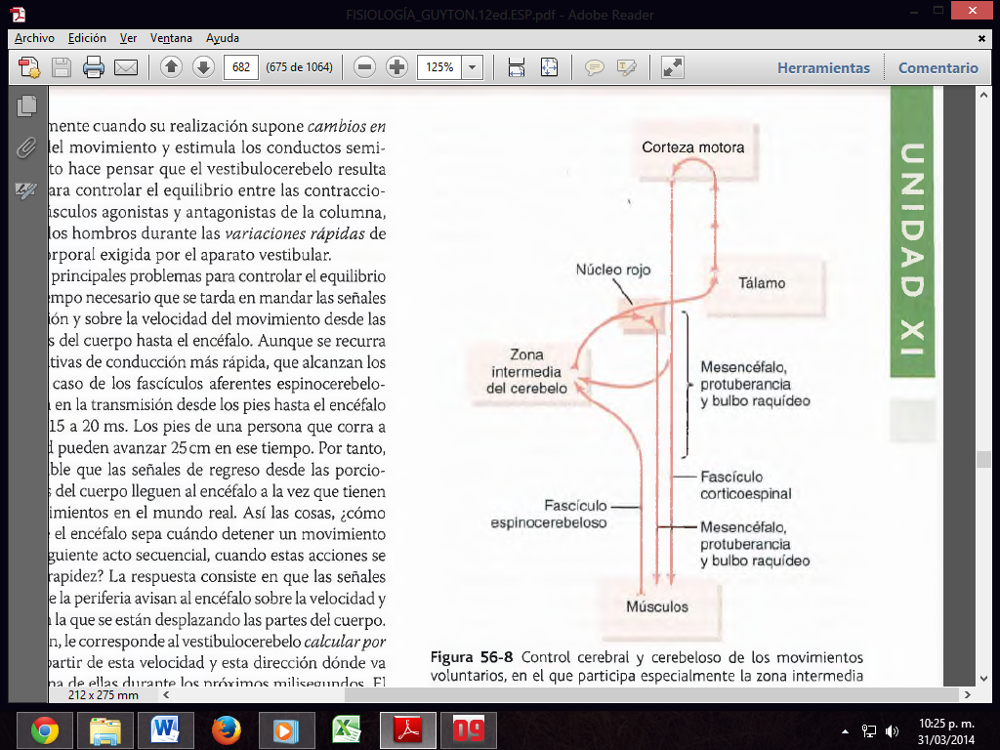 FISIOLOGÍA_GUYTON.12ed.ESP.pdf - Adobe Reader
Archivo Edición Ver Ventana Ayuda
682 (675 de 1064) 125% Herramientas Comentario
mente cuando su realización supone cambios en
el movimiento y estimula los conductos semi-
to hace pensar que el vestibulocerebelo resulta
ara controlar el equilibrio entre las contraccio-
úsculos agonistas y antagonistas de la columna,
los hombros durante las variaciones rápidas de
orporal exigida por el aparato vestibular.
principales problemas para controlar el equilibrio
empo necesario que se tarda en mandar las señales
ión y sobre la velocidad del movimiento desde las
s del cuerpo hasta el encéfalo. Aunque se recurra
ativas de conducción más rápida, que alcanzan los
caso de los fascículos aferentes espinocerebelo-
en la transmisión desde los pies hasta el encéfalo
15 a 20 ms. Los pies de una persona que corra a
d pueden avanzar 25 cm en ese tiempo. Por tanto,
ble que las señales de regreso desde las porcio-
s del cuerpo lleguen al encéfalo a la vez que tienen
imientos en el mundo real. Así las cosas, ¿cómo
e el encéfalo sepa cuándo detener un movimiento
guiente acto secuencial, cuando estas acciones se
rapidez? La respuesta consiste en que las señales
e la periferia avisan al encéfalo sobre la velocidad y
n la que se están desplazando las partes del cuerpo.
n, le corresponde al vestibulocerebelo calcular por
partir de esta velocidad y esta dirección dónde va
na de ellas durante los próximos milisegundos. El
Corteza motora
Núcleo rojo
Tálamo
Zona
intermedia
del cerebelo
Mesencéfalo,
protuberancia
y bulbo raquídeo
Fascículo
corticoespinal
Fascículo
espinocerebeloso
Mesencéfalo,
protuberancia
y bulbo raquídeo
Músculos
Figura 56-8 Control cerebral y cerebeloso de los movimientos
voluntarios, en el que participa especialmente la zona intermedia
UNIDAD XI
212 x 275 mm
09
10:25 p. m.
31/03/2014